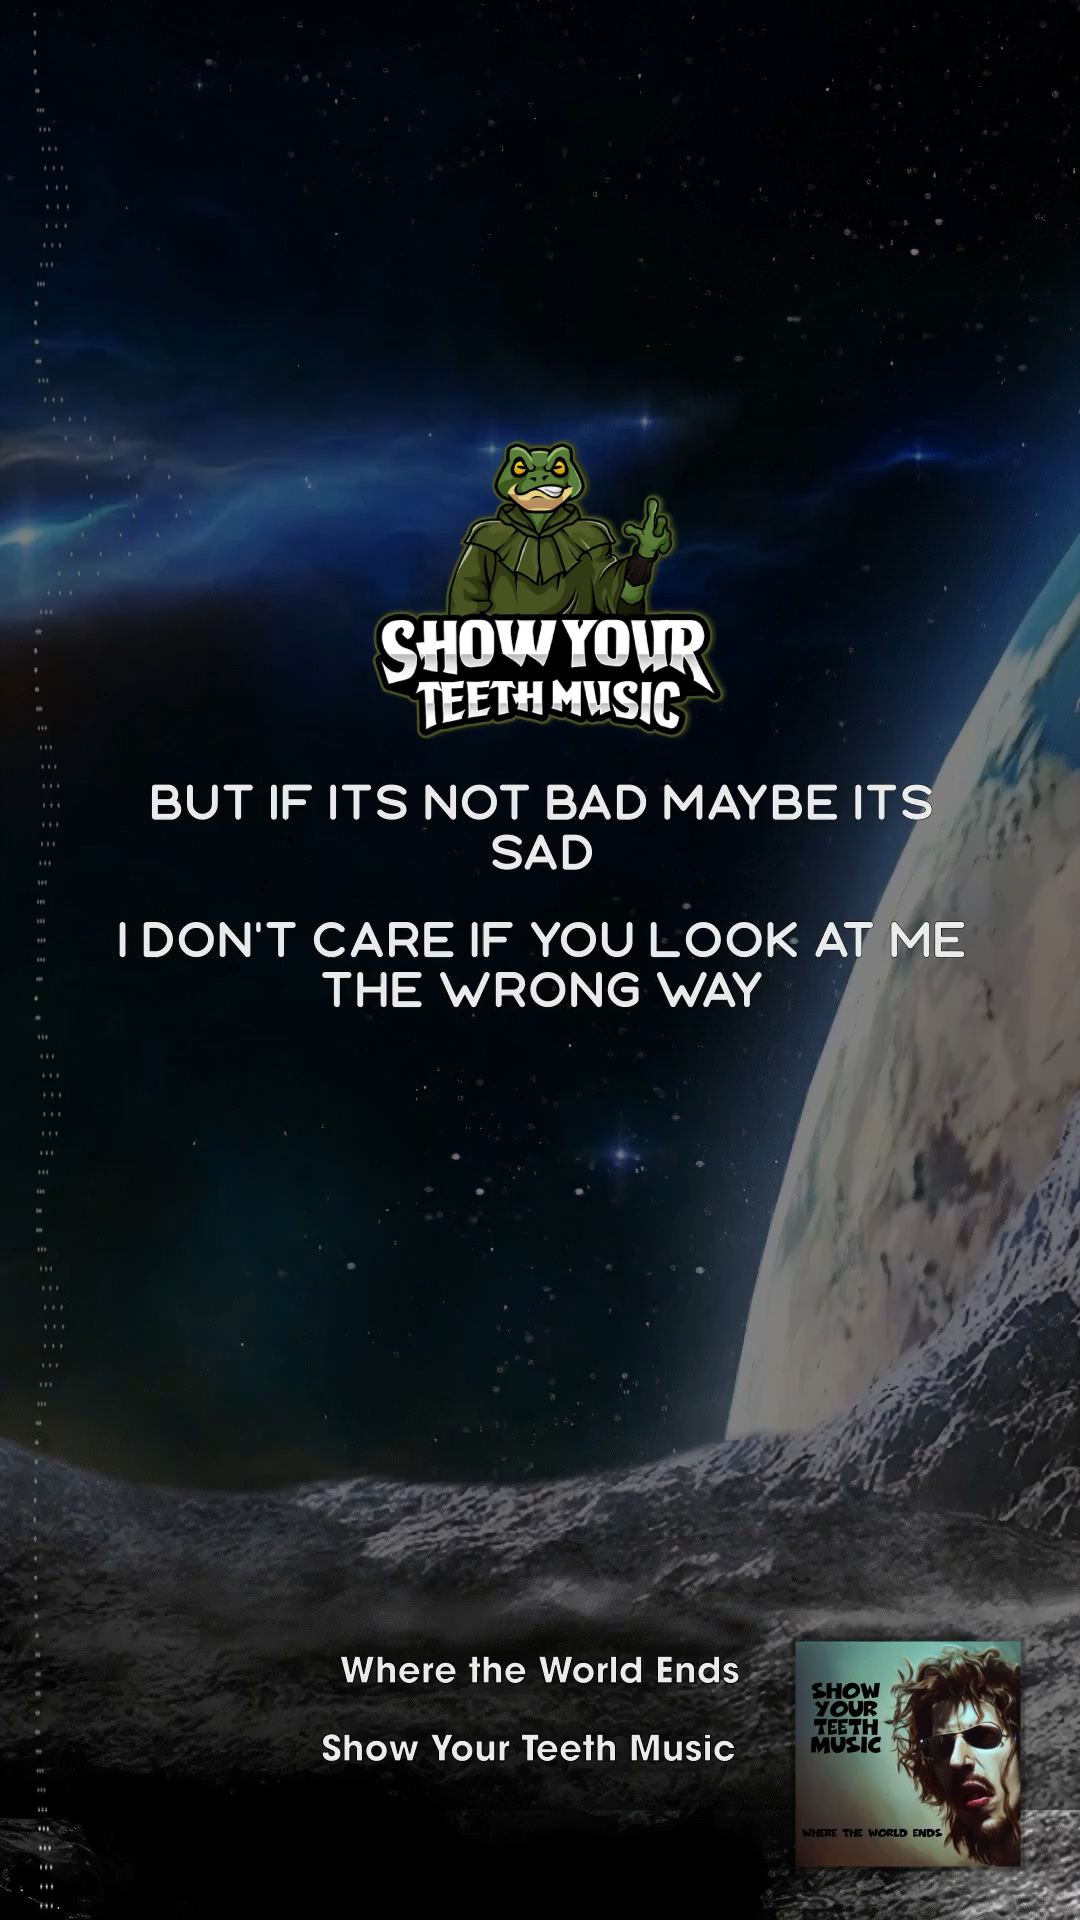 SHOW YOUR
TEETH MUSIC
BUT IF ITS NOT BAD MAYBE ITS
SAD
I DON'T CARE IF YOU LOOK AT ME
THE WRONG WAY
Where the World Ends
Show Your Teeth Music
SHOW
YOUR
TEETH
MUSIC
WHERE THE WORLD ENDS